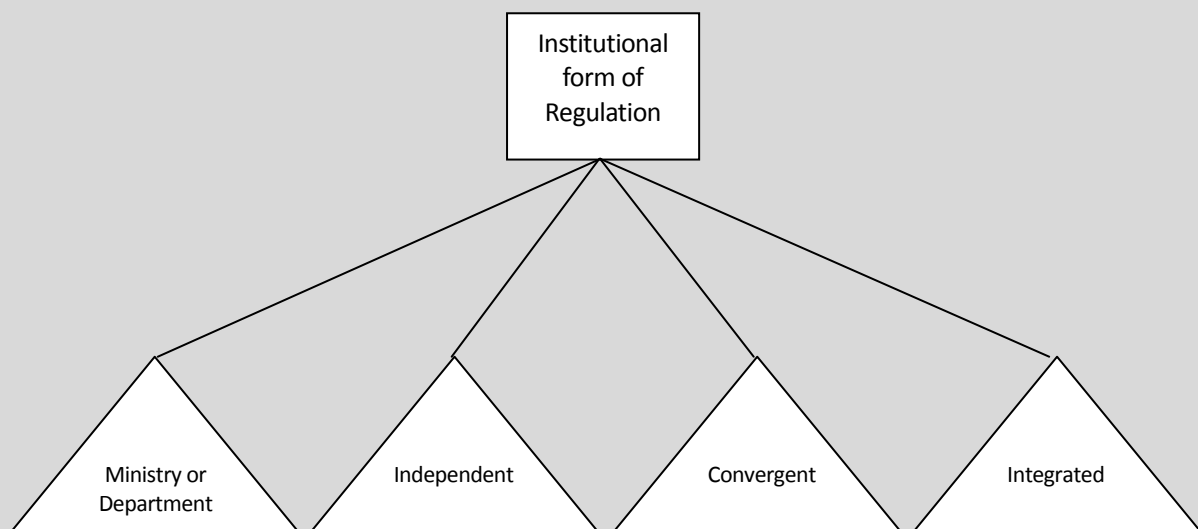 Institutional
form of
Regulation
Ministry or
Department
Independent
Convergent
Integrated